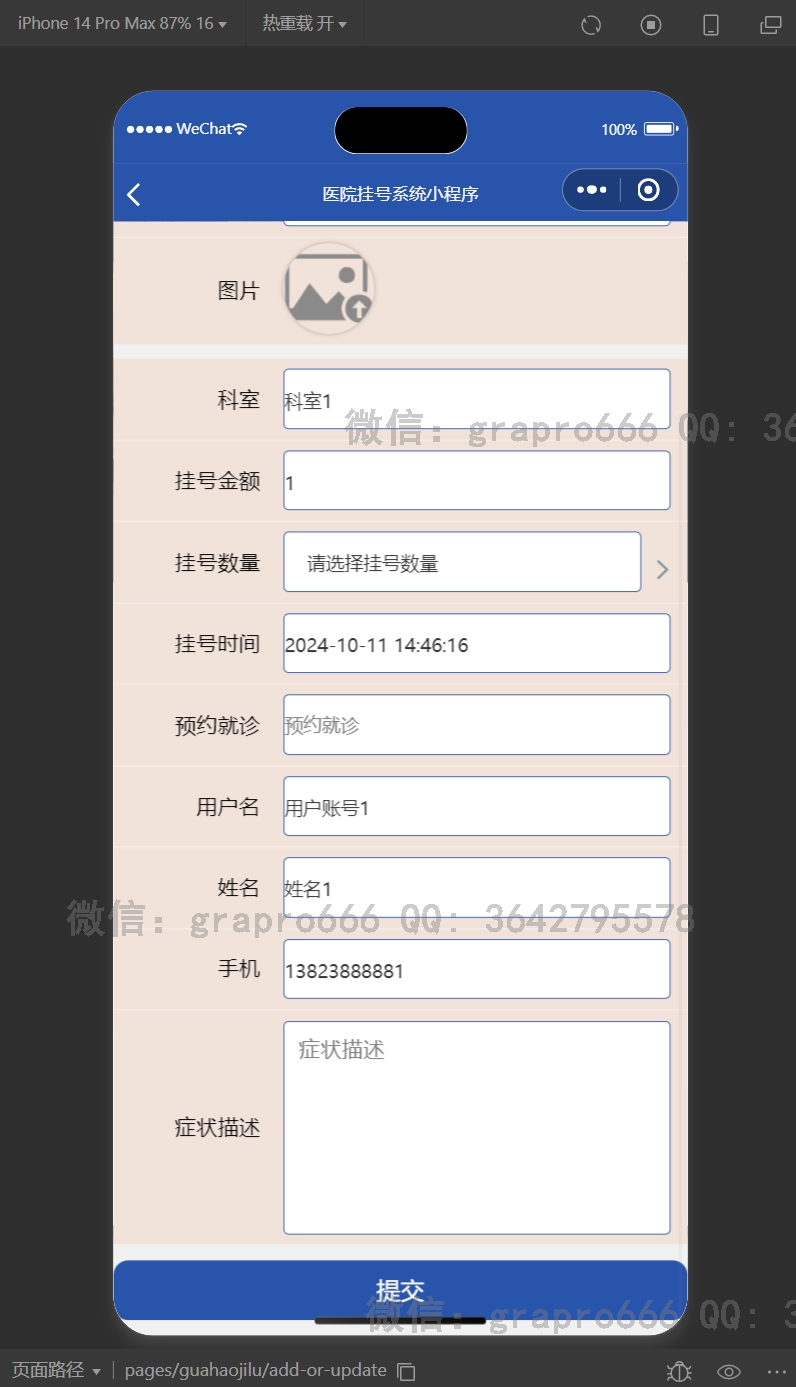 iPhone 14 Pro Max 87% 16 热重载 开
WeChat 100%
医院挂号系统小程序
图片
科室 科室1
微信：grapro666 QQ：36
挂号金额 1
挂号数量 请选择挂号数量
挂号时间 2024-10-11 14:46:16
预约就诊 预约就诊
用户名 用户账号1
姓名 姓名1
微信：grapro666 QQ：3642795578
手机 13823888881
症状描述
症状描述
提交
微信：grapro666 QQ：3
页面路径 pages/guahaojilu/add-or-update